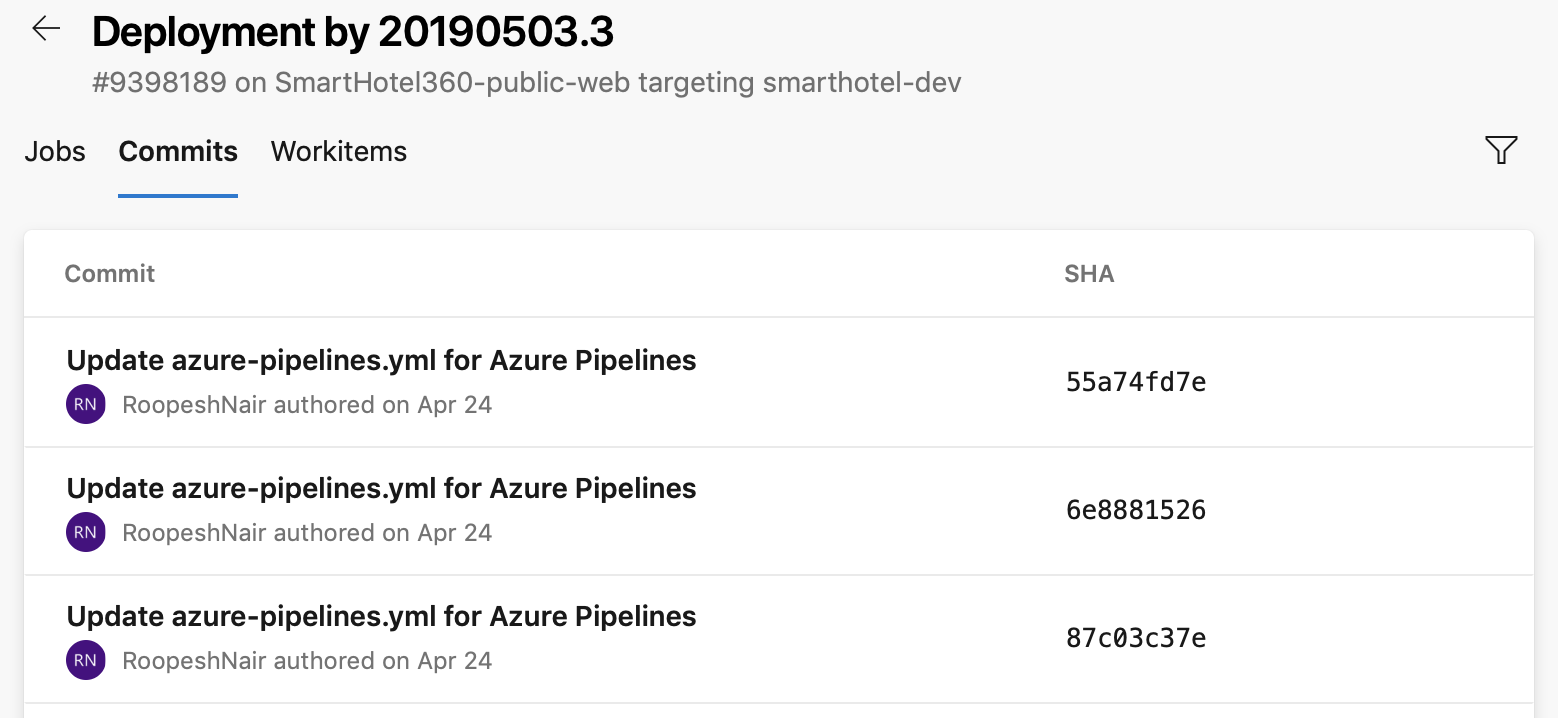 Deployment by 20190503.3
#9398189 on SmartHotel360-public-web targeting smarthotel-dev
Jobs Commits Workitems
Commit SHA
Update azure-pipelines.yml for Azure Pipelines
RN RoopeshNair authored on Apr 24
55a74fd7e
Update azure-pipelines.yml for Azure Pipelines
RN RoopeshNair authored on Apr 24
6e8881526
Update azure-pipelines.yml for Azure Pipelines
RN RoopeshNair authored on Apr 24
87c03c37e